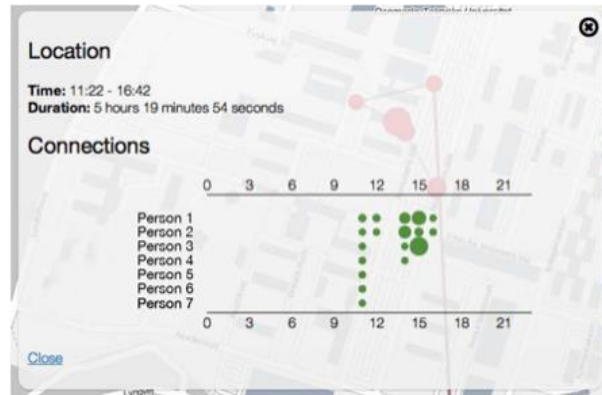 Location
Time: 11:22 - 16:42
Duration: 5 hours 19 minutes 54 seconds
Connections
0 3 6 9 12 15 18 21
Person 1
Person 2
Person 3
Person 4
Person 5
Person 6
Person 7
0 3 6 9 12 15 18 21
Close